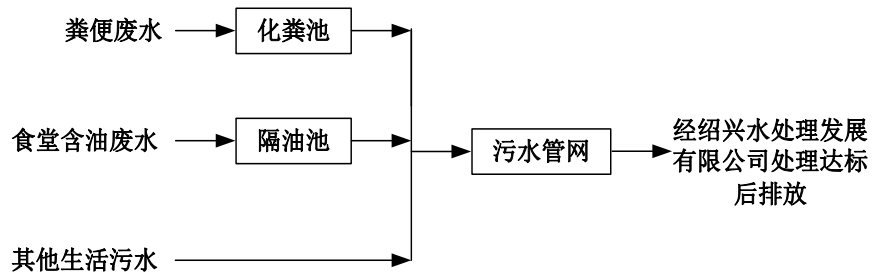 粪便废水
化粪池
食堂含油废水
隔油池
污水管网
经绍兴水处理发展
有限公司处理达标
后排放
其他生活污水